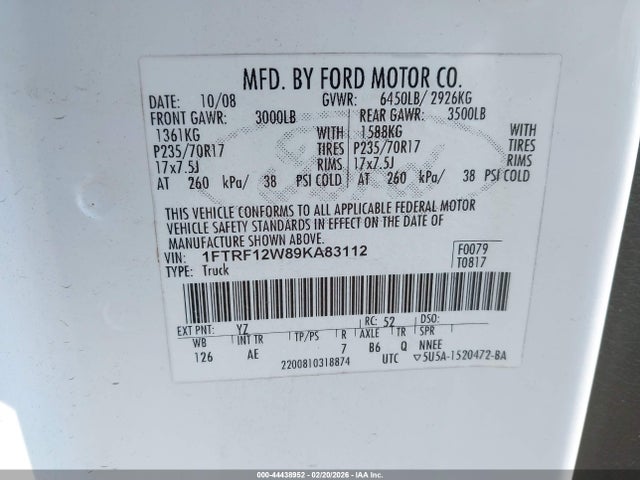 MFD. BY FORD MOTOR CO.
DATE: 10/08 GVWR: 6450LB/ 2926KG
FRONT GAWR: 3000LB REAR GAWR: 3500LB
1361KG WITH 1588KG WITH
P235/70R17 TIRES P235/70R17 TIRES
17x7.5J RIMS 17x7.5J RIMS
AT 260 kPa/ 38 PSI COLD AT 260 kPa/ 38 PSI COLD
THIS VEHICLE CONFORMS TO ALL APPLICABLE FEDERAL MOTOR
VEHICLE SAFETY STANDARDS IN EFFECT ON THE DATE OF
MANUFACTURE SHOWN ABOVE.
VIN: 1FTRF12W89KA83112 F0079
TYPE: Truck T0817
EXT PNT: YZ RC: 52 DSO:
WB INT TR TP/PS R AXLE TR SPR
126 AE 7 B6 Q NNEE
2200810318874 UTC ▽5U5A-1520472-BA
000-44438952 - 02/20/2026 - IAA, Inc.